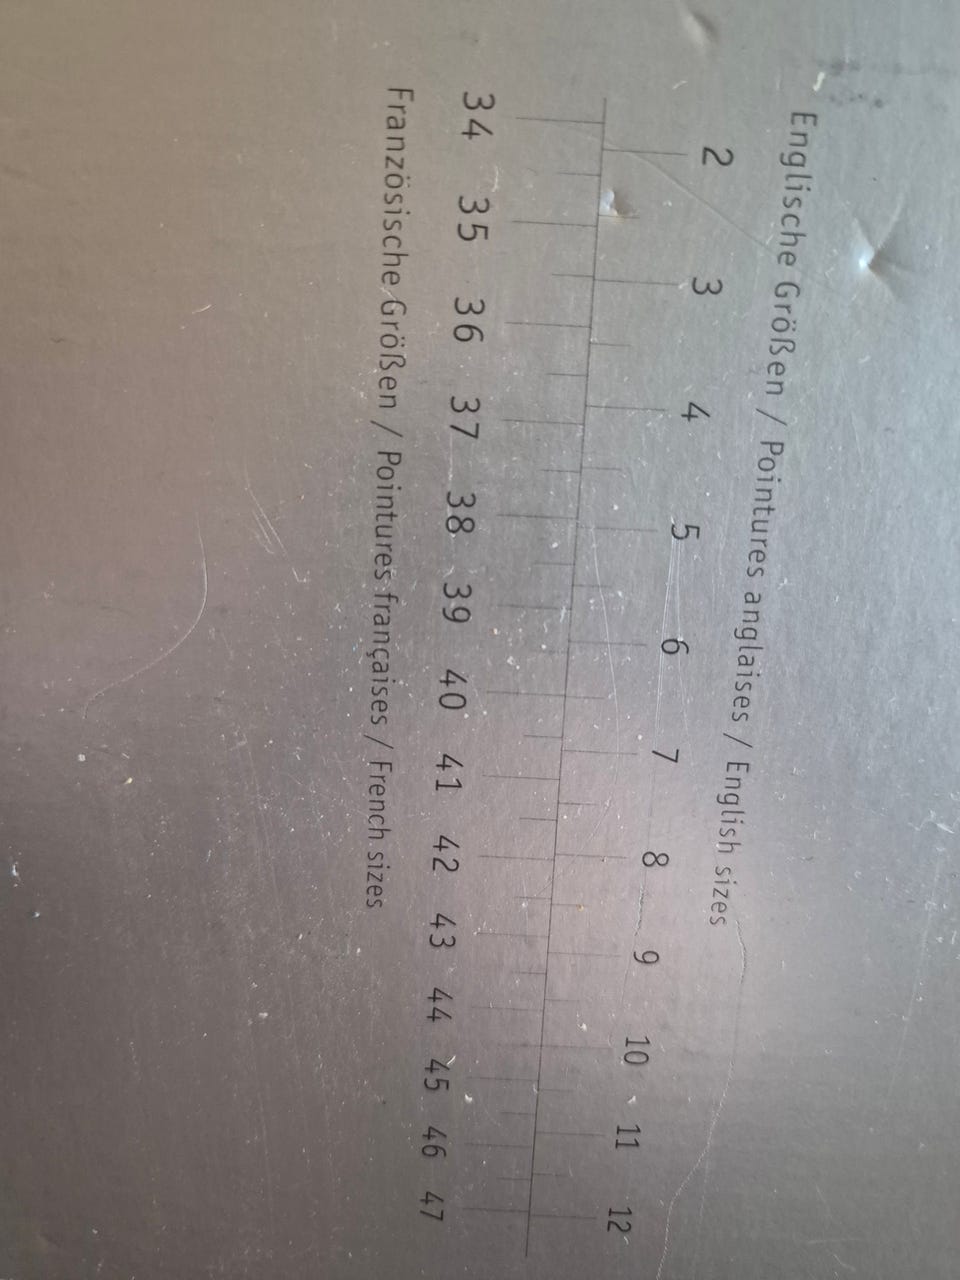 Englische Größen / Pointures anglaises / English sizes
2 3 4 5 6 7 8 9 10 11 12
34 35 36 37 38 39 40 41 42 43 44 45 46 47
Französische Größen / Pointures françaises / French sizes